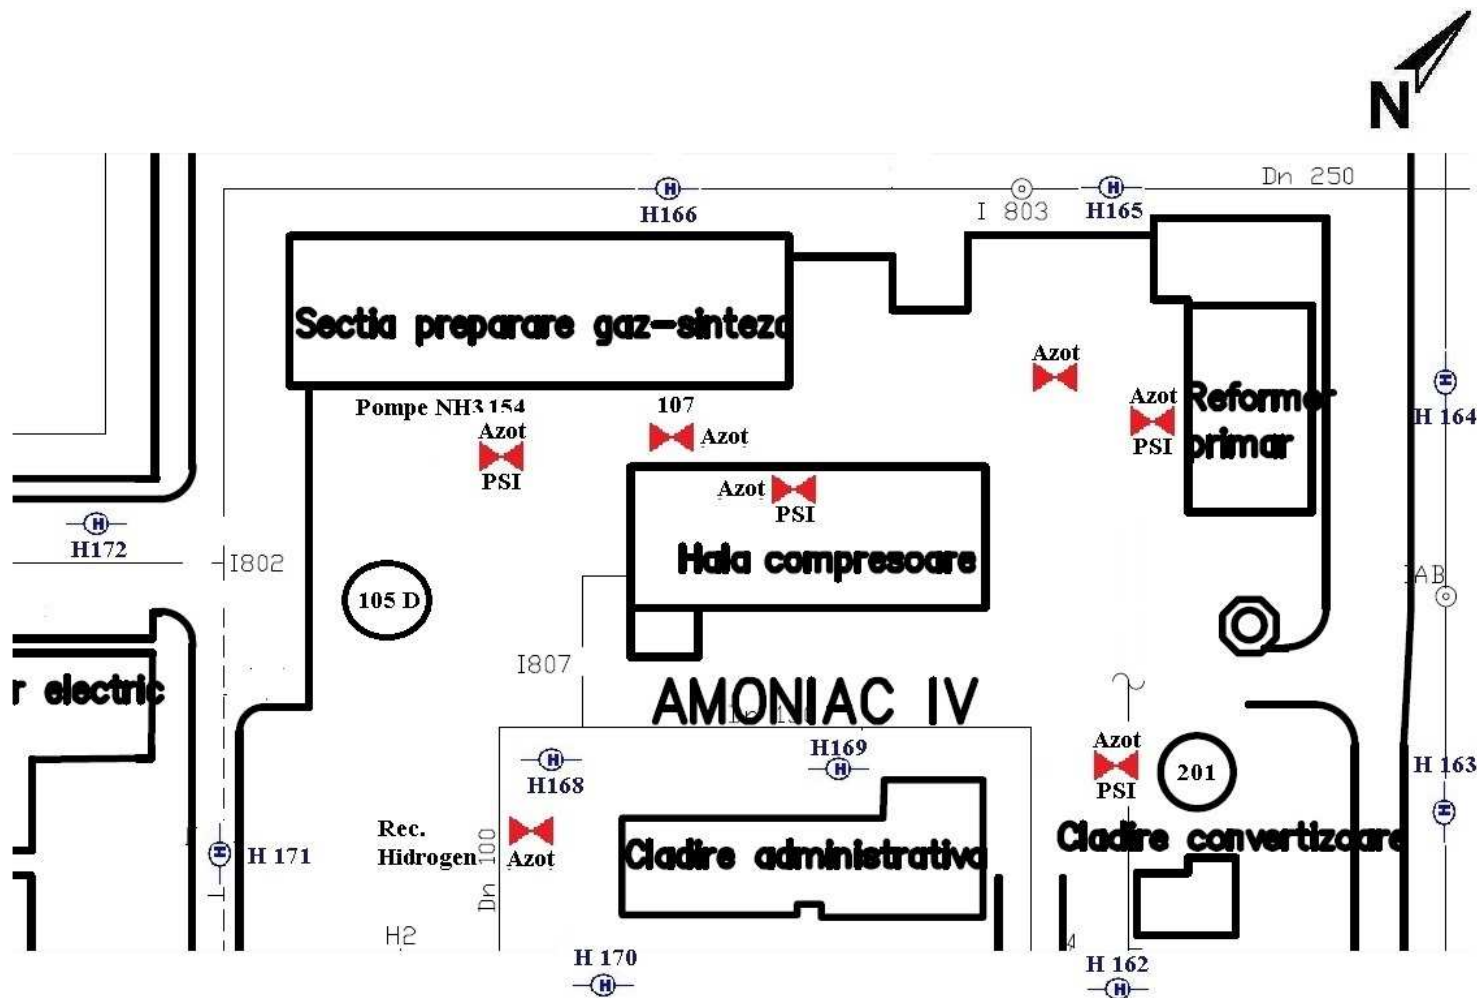 N
Dn 250
H
H166
I 803
H
H165
Sectia preparare gaz-sinteza
Azot
H
H 164
Pompe NH3 154
107
Azot
PSI
Azot
Azot
PSI
Reformer
primar
Azot
PSI
H
H172
Hala compresoare
I802
105 D
IAB
I807
r electric
AMONIAC IV
H
H168
H169
H
Azot
PSI
201
H 163
H
Rec.
Hidrogen
Azot
Dn 100
Cladire administrativa
Cladire convertizoare
H
H 171
H2
H 170
H
H 162
H